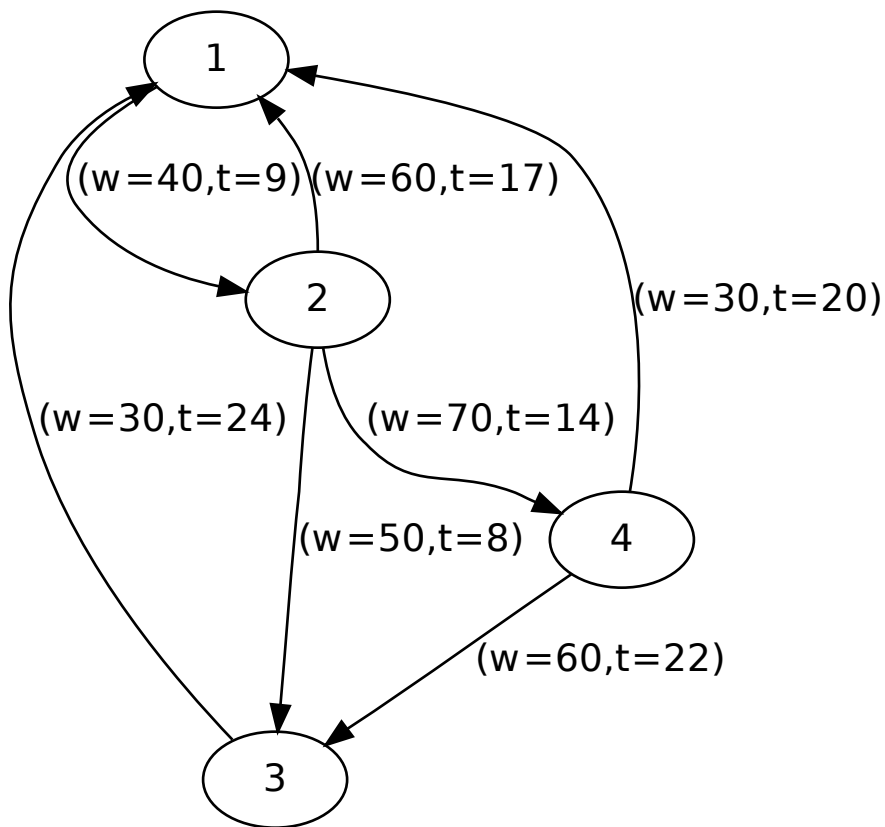 1
(w=40,t=9)
(w=60,t=17)
2
(w=30,t=20)
(w=30,t=24)
(w=70,t=14)
(w=50,t=8)
4
(w=60,t=22)
3